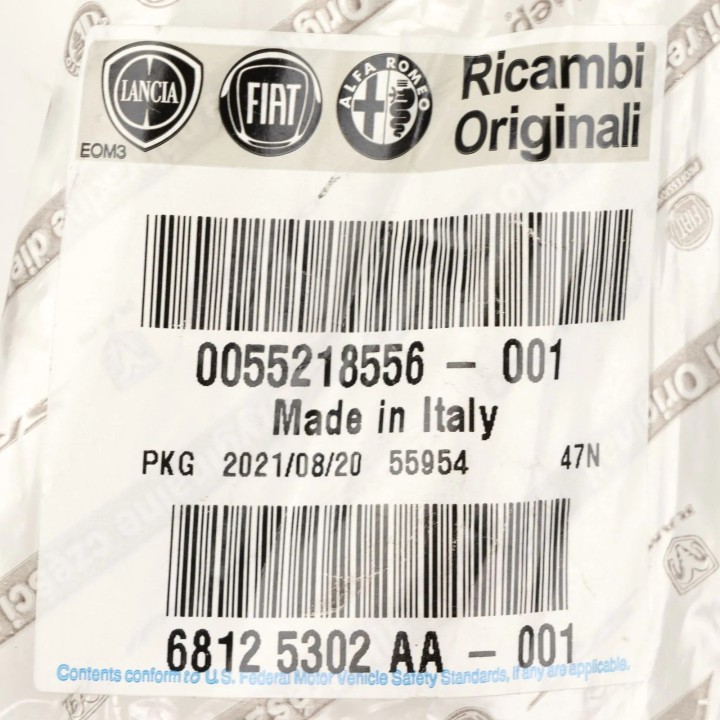 LANCIA
FIAT
ALFA ROMEO
Ricambi
Originali
EOM3
0055218556 - 001
Made in Italy
PKG 2021/08/20 55954 47N
6812 5302 AA - 001
Contents conform to U.S. Federal Motor Vehicle Safety Standards, if any are applicable.